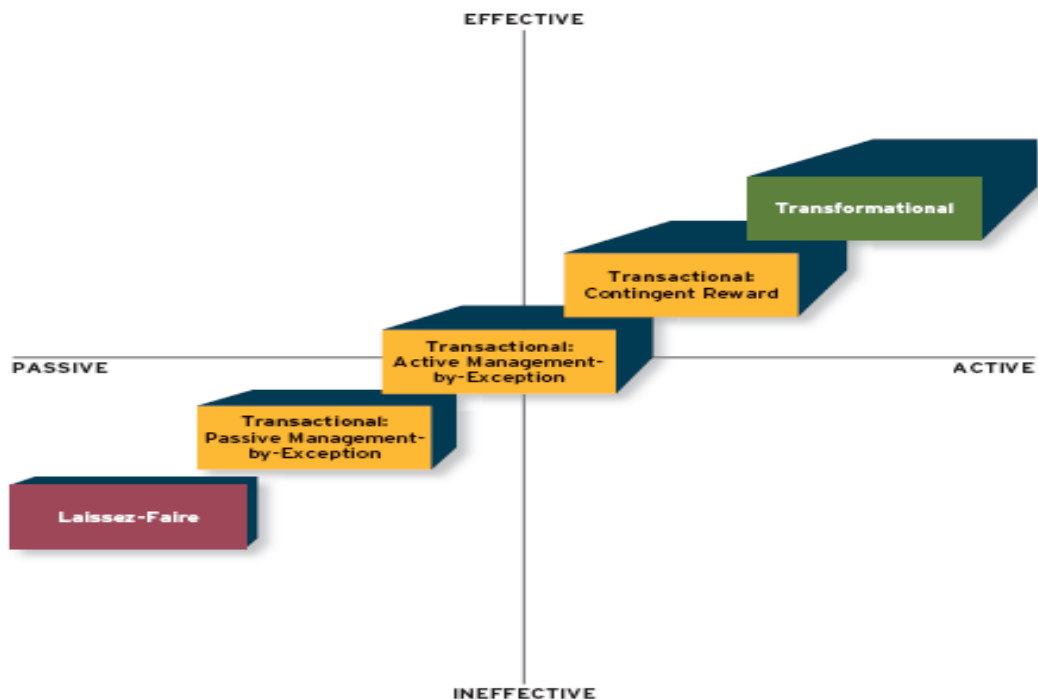 EFFECTIVE
Transformational
Transactional:
Contingent Reward
Transactional:
Active Management-
by-Exception
PASSIVE
ACTIVE
Transactional:
Passive Management-
by-Exception
Laissez-Faire
INEFFECTIVE